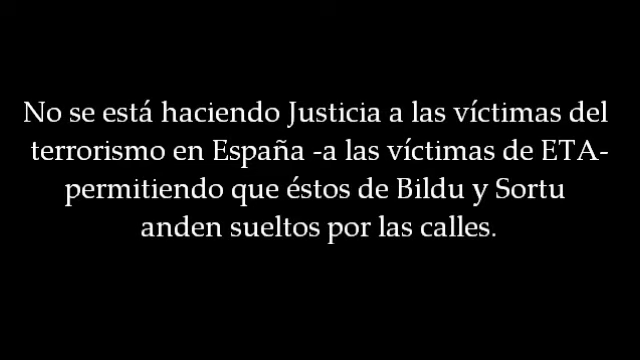 No se está haciendo Justicia a las víctimas del
terrorismo en España -a las víctimas de ETA-
permitiendo que éstos de Bildu y Sortu
anden sueltos por las calles.